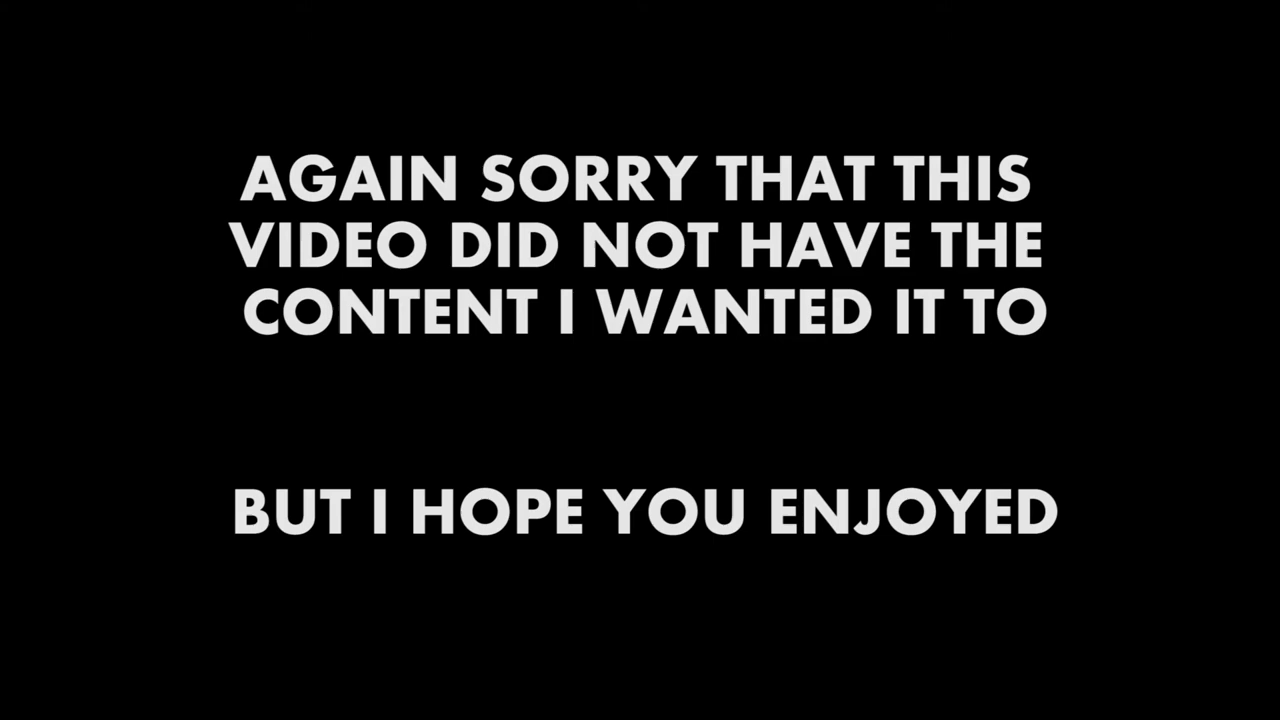 AGAIN SORRY THAT THIS
VIDEO DID NOT HAVE THE
CONTENT I WANTED IT TO
BUT I HOPE YOU ENJOYED